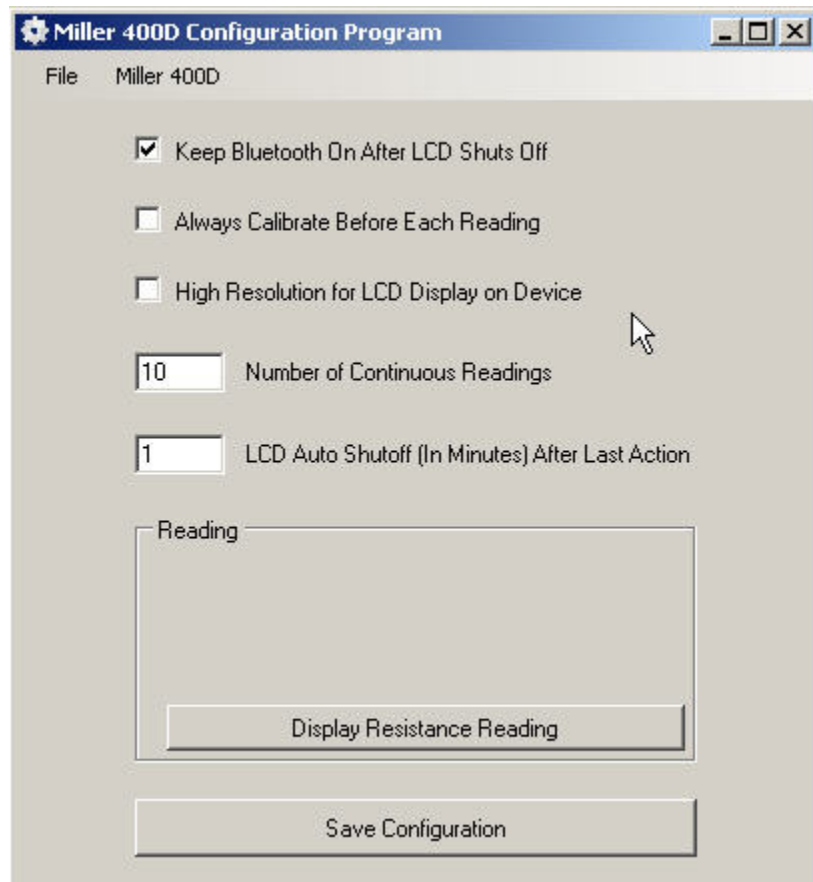 Miller 400D Configuration Program
File Miller 400D
Keep Bluetooth On After LCD Shuts Off
Always Calibrate Before Each Reading
High Resolution for LCD Display on Device
10 Number of Continuous Readings
1 LCD Auto Shutoff (In Minutes) After Last Action
Reading
Display Resistance Reading
Save Configuration